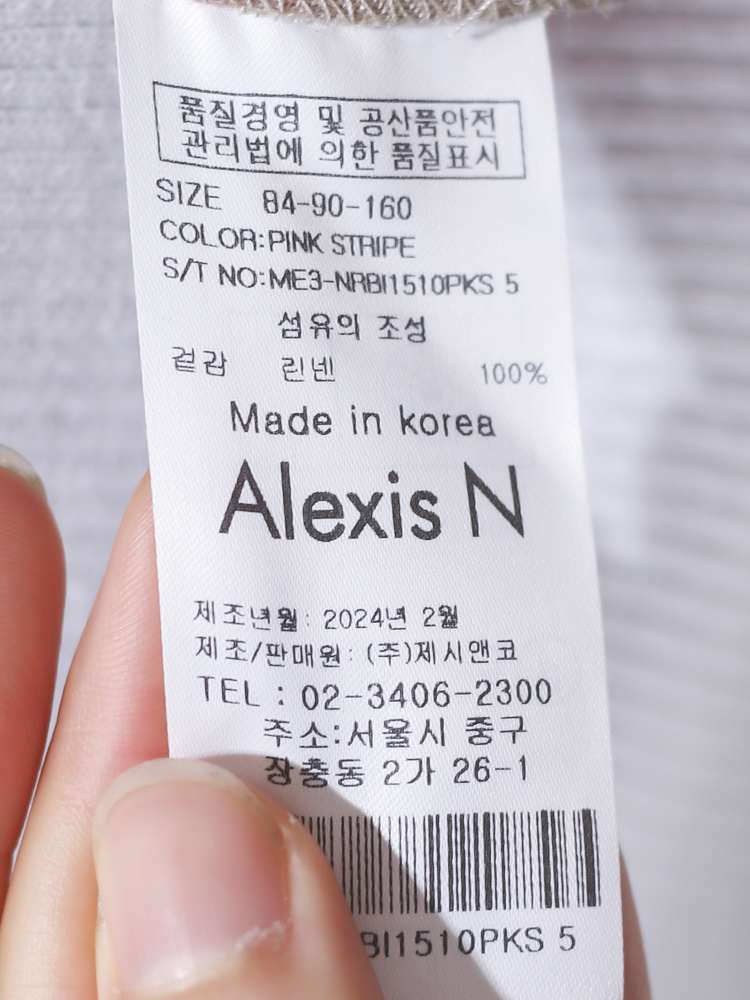 품질경영 및 공산품안전
관리법에 의한 품질표시
SIZE 84-90-160
COLOR:PINK STRIPE
S/T NO:ME3-NRBI1510PKS 5
섬유의 조성
겉감 린넨 100%
Made in korea
Alexis N
제조년월: 2024년 2월
제조/판매원: (주)제시앤코
TEL : 02-3406-2300
주소:서울시 중구
장충동 2가 26-1
BI1510PKS 5